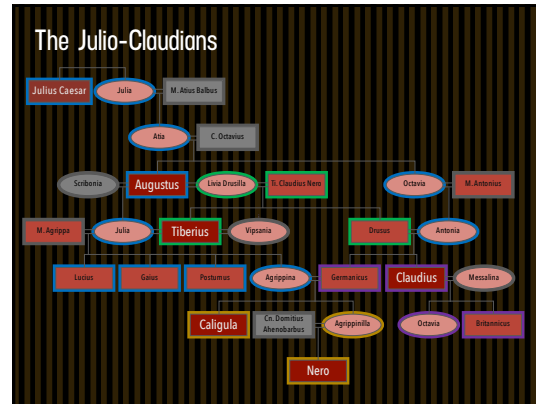 The Julio-Claudians
Julius Caesar
Julia
M. Atius Balbus
Atia
C. Octavius
Scribonia
Augustus
Livia Drusilla
Ti. Claudius Nero
Octavia
M. Antonius
M. Agrippa
Julia
Tiberius
Vipsania
Drusus
Antonia
Lucius
Gaius
Postumus
Agrippina
Germanicus
Claudius
Messalina
Caligula
Cn. Domitius
Ahenobarbus
Agrippinilla
Octavia
Britannicus
Nero